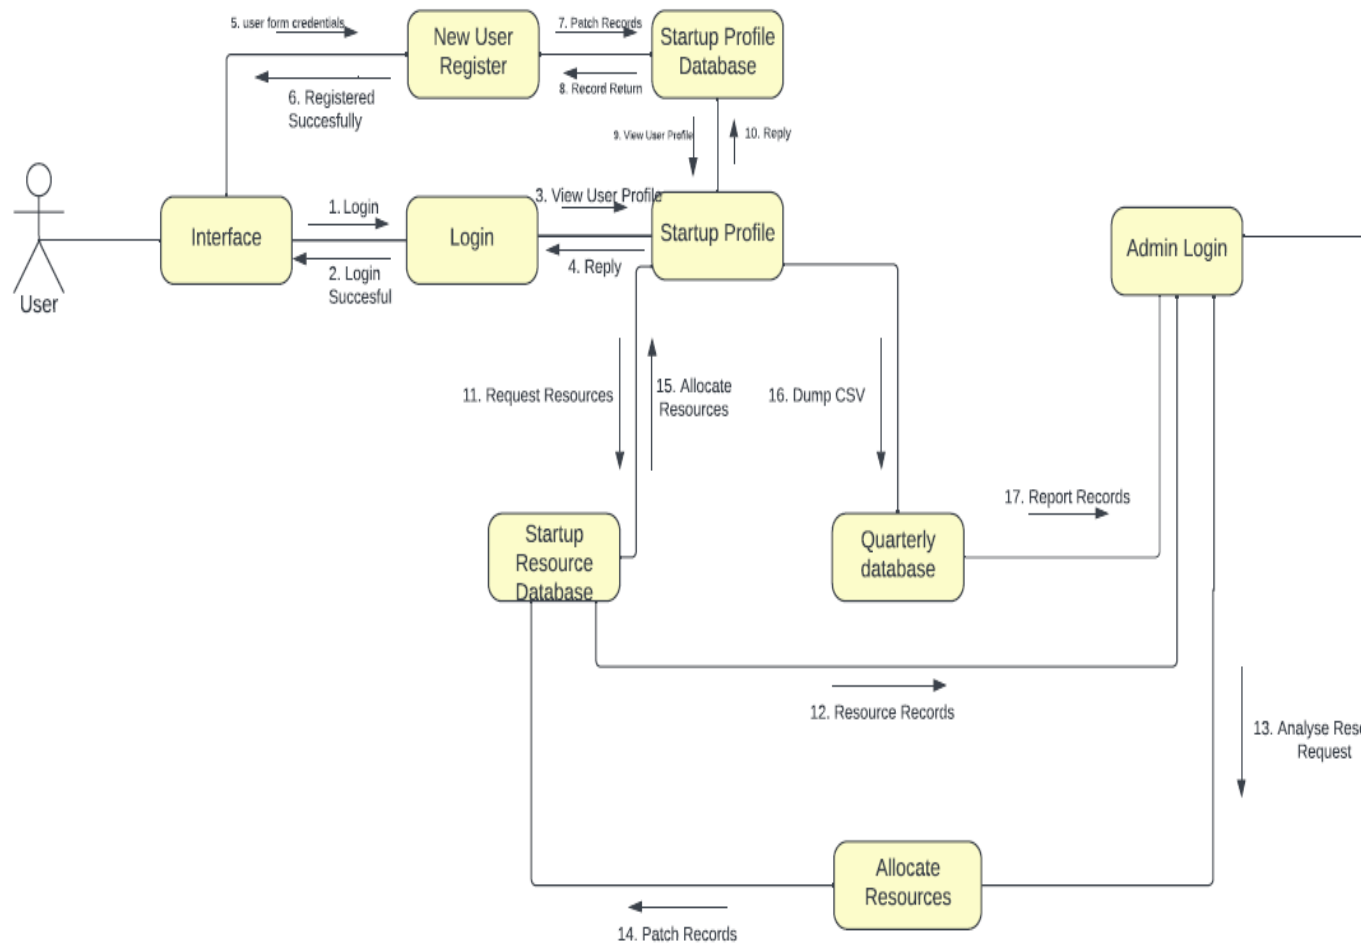 5. user form credentials
7. Patch Records
New User
Register
Startup Profile
Database
6. Registered
Succesfully
8. Record Return
9. View User Profile
10. Reply
1. Login
3. View User Profile
Interface
Login
Startup Profile
Admin Login
2. Login
Succesful
4. Reply
User
11. Request Resources
15. Allocate
Resources
16. Dump CSV
17. Report Records
Startup
Resource
Database
Quarterly
database
12. Resource Records
13. Analyse
Request
Allocate
Resources
14. Patch Records